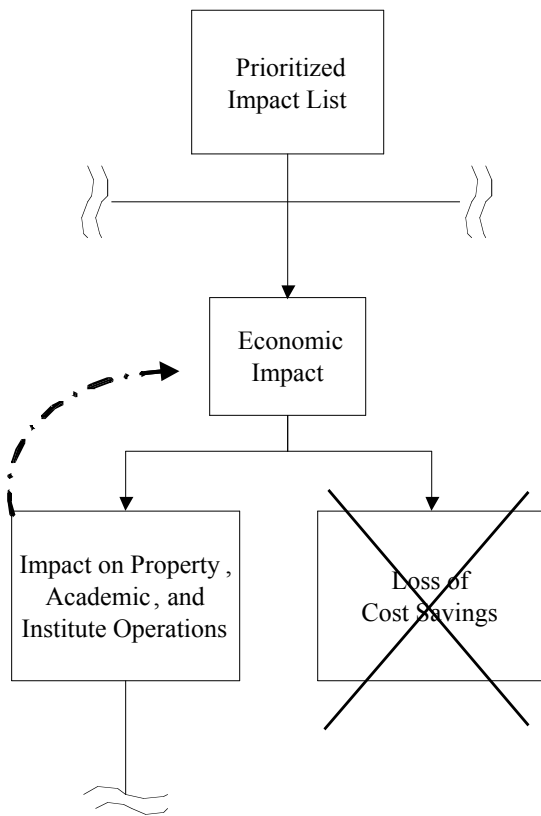 Prioritized
Impact List
Economic
Impact
Impact on Property,
Academic, and
Institute Operations
Loss of
Cost Savings